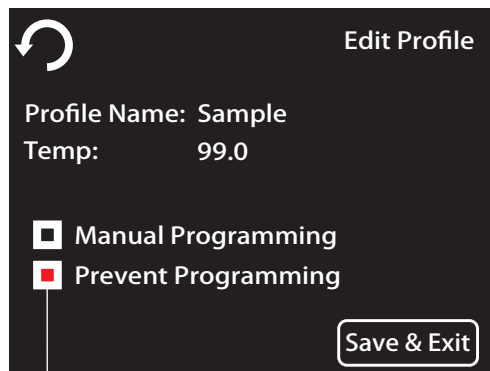 Edit Profile
Profile Name: Sample
Temp: 99.0
Manual Programming
Prevent Programming
Save & Exit